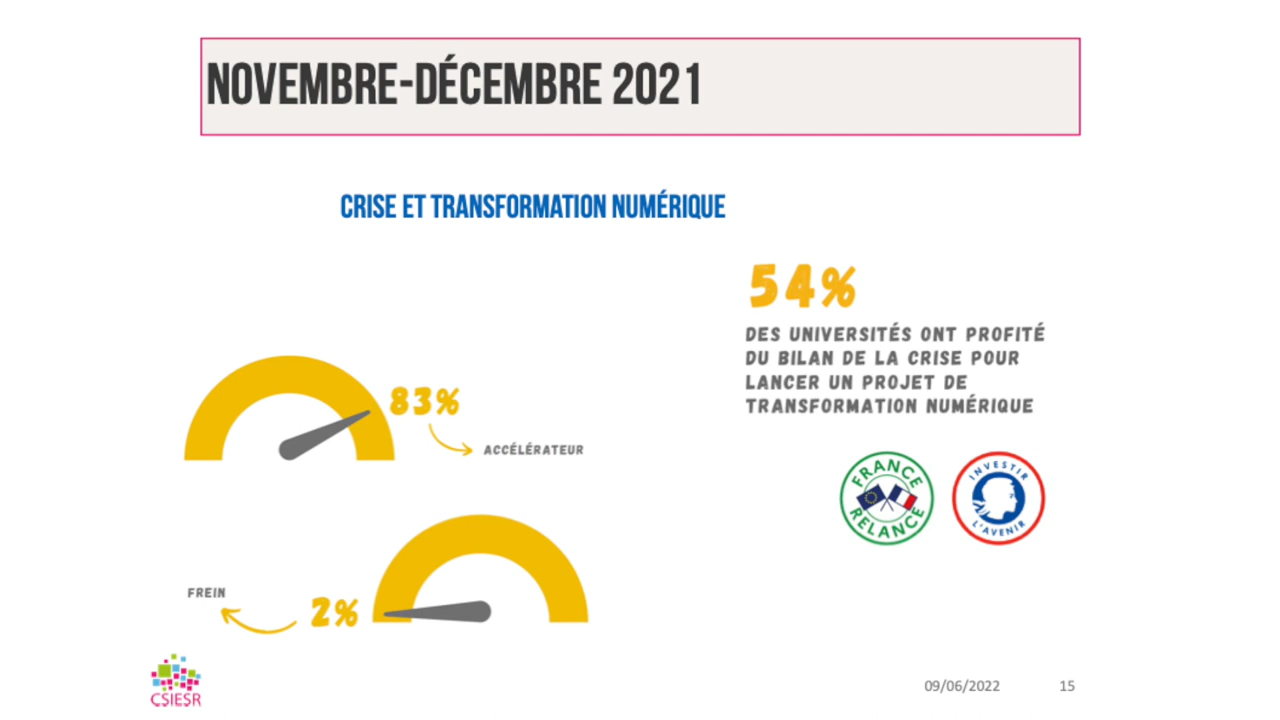 NOVEMBRE-DÉCEMBRE 2021
CRISE ET TRANSFORMATION NUMÉRIQUE
54%
DES UNIVERSITÉS ONT PROFITÉ
DU BILAN DE LA CRISE POUR
LANCER UN PROJET DE
TRANSFORMATION NUMÉRIQUE
83%
ACCÉLÉRATEUR
FRANCE
RELANCE
INVESTIR
L'AVENIR
FREIN
2%
CSIESR
09/06/2022
15